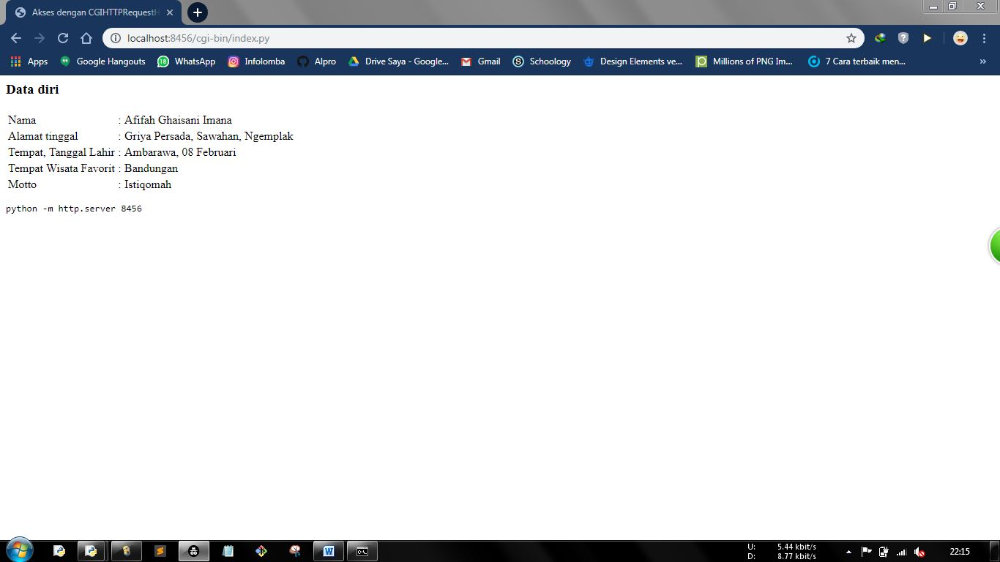 Akses dengan CGIHTTPRequestH
localhost:8456/cgi-bin/index.py
Apps Google Hangouts WhatsApp Infolomba Alpro Drive Saya - Google... Gmail Schoology Design Elements ve... Millions of PNG Im... 7 Cara terbaik men... »
Data diri
Nama : Afifah Ghaisani Imana
Alamat tinggal : Griya Persada, Sawahan, Ngemplak
Tempat, Tanggal Lahir : Ambarawa, 08 Februari
Tempat Wisata Favorit : Bandungan
Motto : Istiqomah
python -m http.server 8456
U: 5.44 kbit/s
D: 8.77 kbit/s
22:15